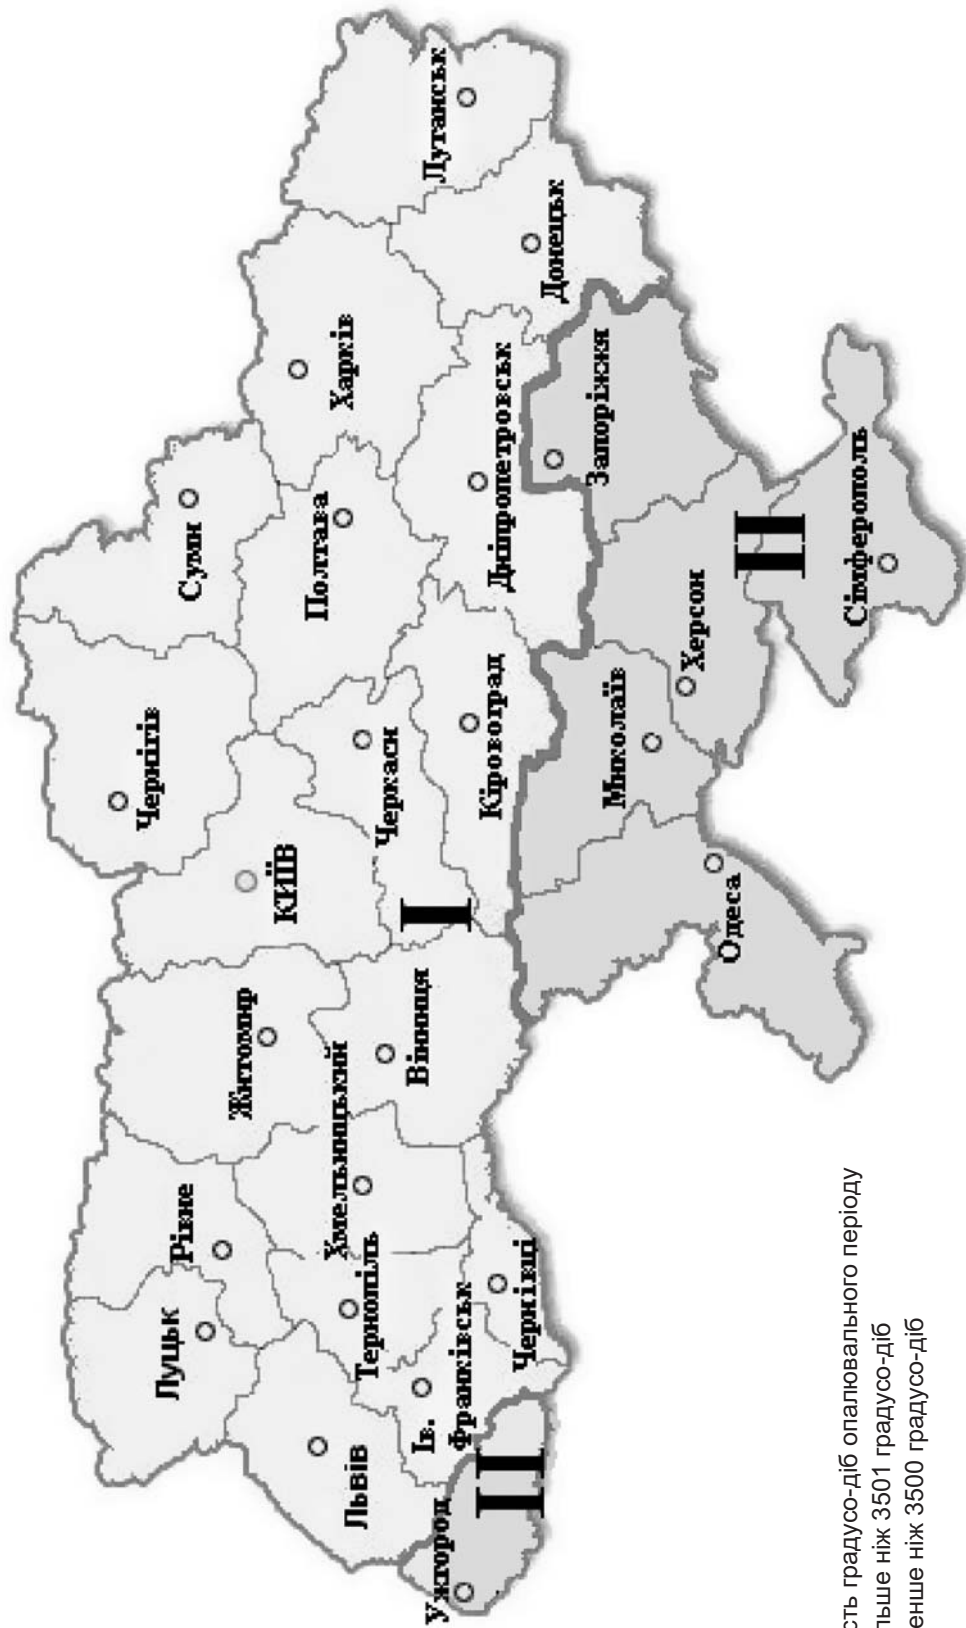 Чернігів
Луцьк
Рівне
Суми
Житомир
КИЇВ
Львів
Тернопіль
Хмельницький
Полтава
Харків
Черкаси
Вінниця
Луганськ
Ужгород
Ів.
Франківськ
I
Кіровоград
Дніпропетровськ
II
Чернівці
Донецьк
Запоріжжя
Миколаїв
Херсон
Одеса
II
Сімферополь
сть градусо-діб опалювального періоду
льше ніж 3501 градусо-діб
енше ніж 3500 градусо-діб